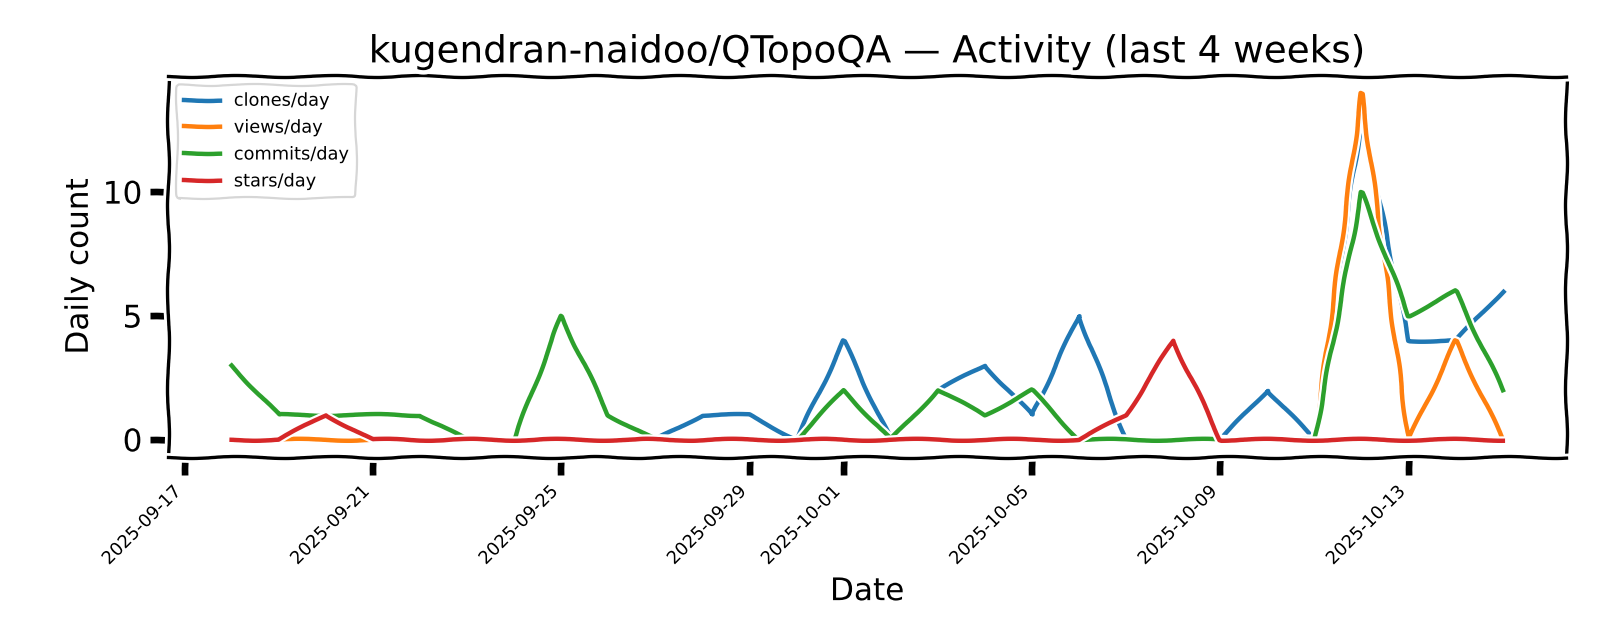 kugendran-naidoo/QTopoQA — Activity (last 4 weeks)
clones/day
views/day
commits/day
stars/day
Daily count
10
5
0
2025-09-17
2025-09-21
2025-09-25
2025-09-29
2025-10-01
2025-10-05
2025-10-09
2025-10-13
Date